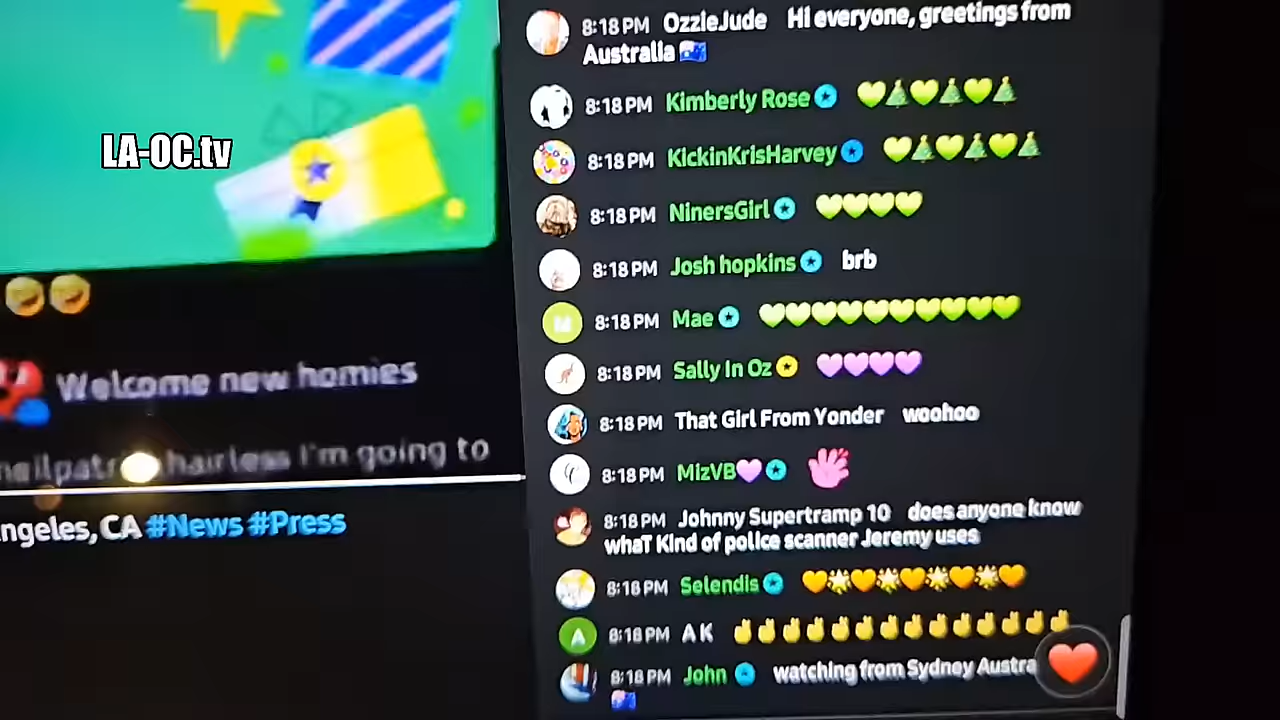 LA-OC.tv
Welcome new homies
hairless I'm going to
Angeles, CA #News #Press
8:18 PM OzzieJude Hi everyone, greetings from
Australia
8:18 PM Kimberly Rose
8:18 PM KickinKrisHarvey
8:18 PM NinersGirl
8:18 PM Josh hopkins brb
M 8:18 PM Mae
8:18 PM Sally In Oz
8:18 PM That Girl From Yonder woohoo
8:18 PM MizVB
8:18 PM Johnny Supertramp 10 does anyone know
whaT Kind of police scanner Jeremy uses
8:18 PM Selendis
A 8:18 PM A K
8:18 PM John watching from Sydney Austra